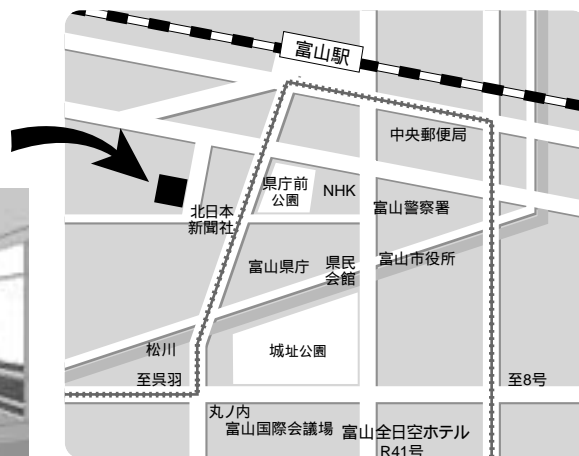 富山駅
中央郵便局
県庁前
公園
NHK
北日本
新聞社
富山警察署
富山県庁
県民
会館
富山市役所
松川
城址公園
至呉羽
至8号
丸ノ内
富山国際会議場
富山全日空ホテル
R41号